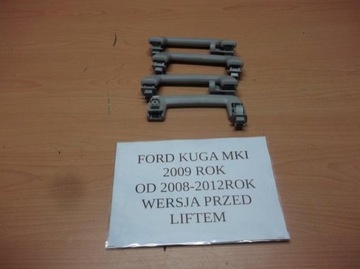 FORD KUGA MKI
2009 ROK
OD 2008-2012ROK
WERSJA PRZED
LIFTEM